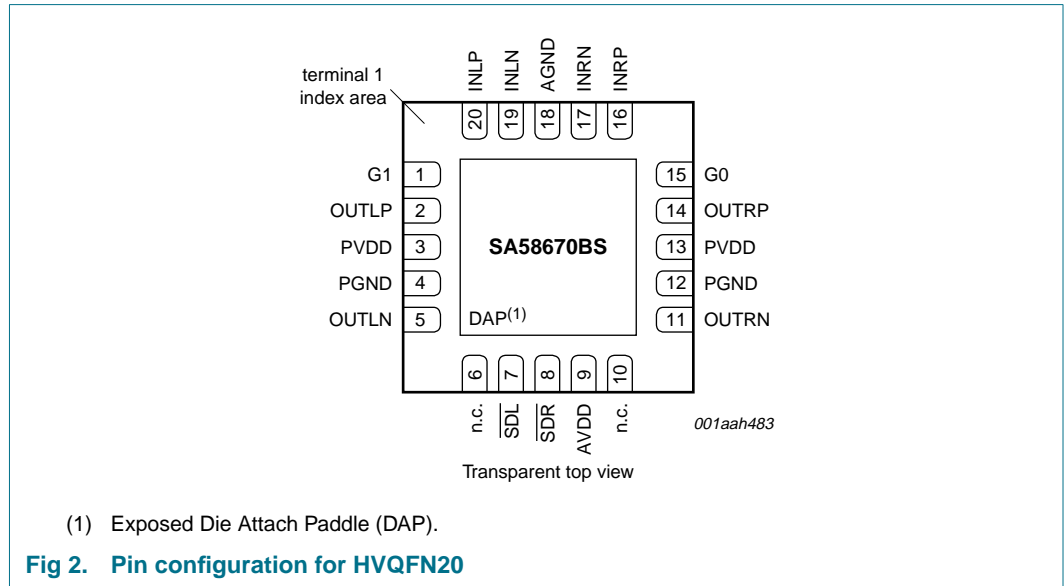 INLP
INLN
AGND
INRN
INRP
terminal 1
index area
20
19
18
17
16
G1 1
15 G0
OUTLP 2
14 OUTRP
PVDD 3
SA58670BS
13 PVDD
PGND 4
12 PGND
OUTLN 5
DAP(1)
11 OUTRN
6
7
8
9
10
n.c.
SDL
SDR
AVDD
n.c.
001aah483
Transparent top view
(1) Exposed Die Attach Paddle (DAP).
Fig 2. Pin configuration for HVQFN20